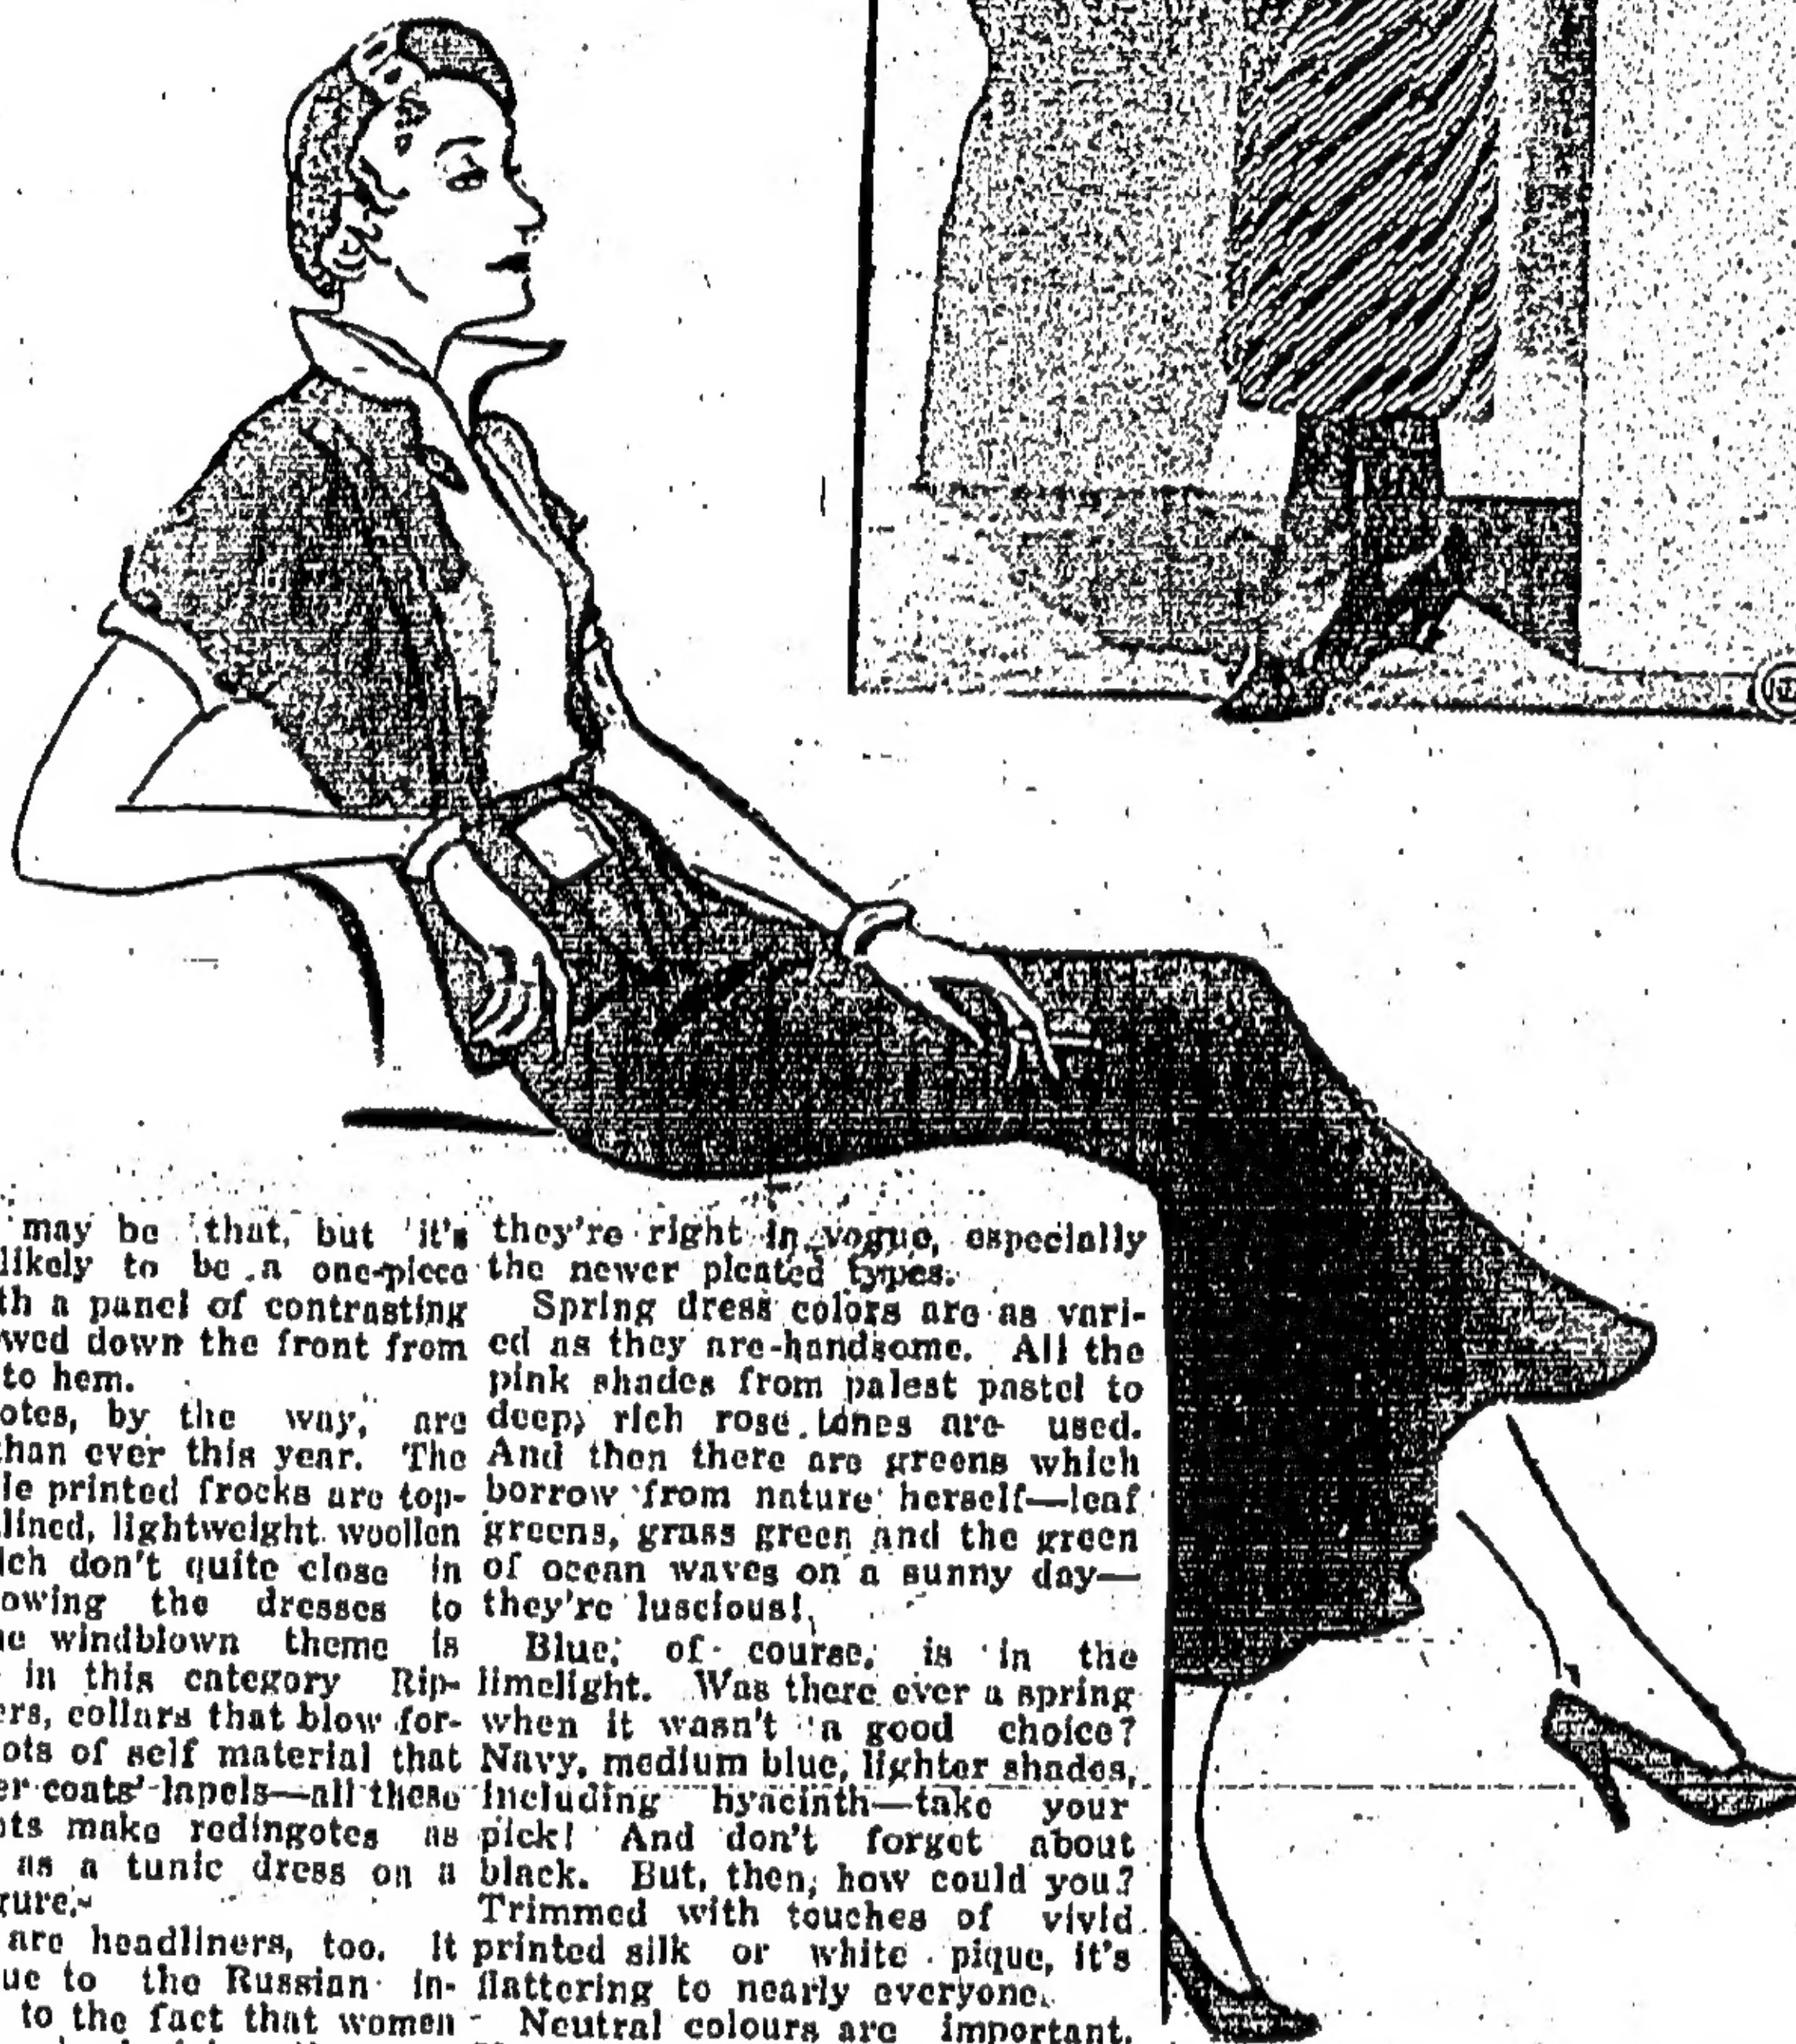 may be that, but it's
likely to be a one-piece
th a panel of contrasting
wed down the front from
to hem.
otes, by the way, are
than ever this year. The
le printed frocks are top-
lined, lightweight woollen
ich don't quite close in
owing the dresses to
e windblown theme is
in this category Rip-
ers, collars that blow for-
ots of self material that
er coats' lapels—all these
ts make redingotes as
as a tunic dress on a
gure.
are headliners, too. It
ue to the Russian in-
to the fact that women
they're right in vogue, especially
the newer pleated types.
Spring dress colors are as vari-
ed as they are handsome. All the
pink shades from palest pastel to
deep, rich rose tones are used.
And then there are greens which
borrow from nature herself—leaf
greens, grass green and the green
of ocean waves on a sunny day—
they're luscious!
Blue, of course, is in the
limelight. Was there ever a spring
when it wasn't a good choice?
Navy, medium blue, lighter shades,
including hyacinth—take your
pick! And don't forget about
black. But, then, how could you?
Trimmed with touches of vivid
printed silk or white pique, it's
flattering to nearly everyone.
Neutral colours are important.